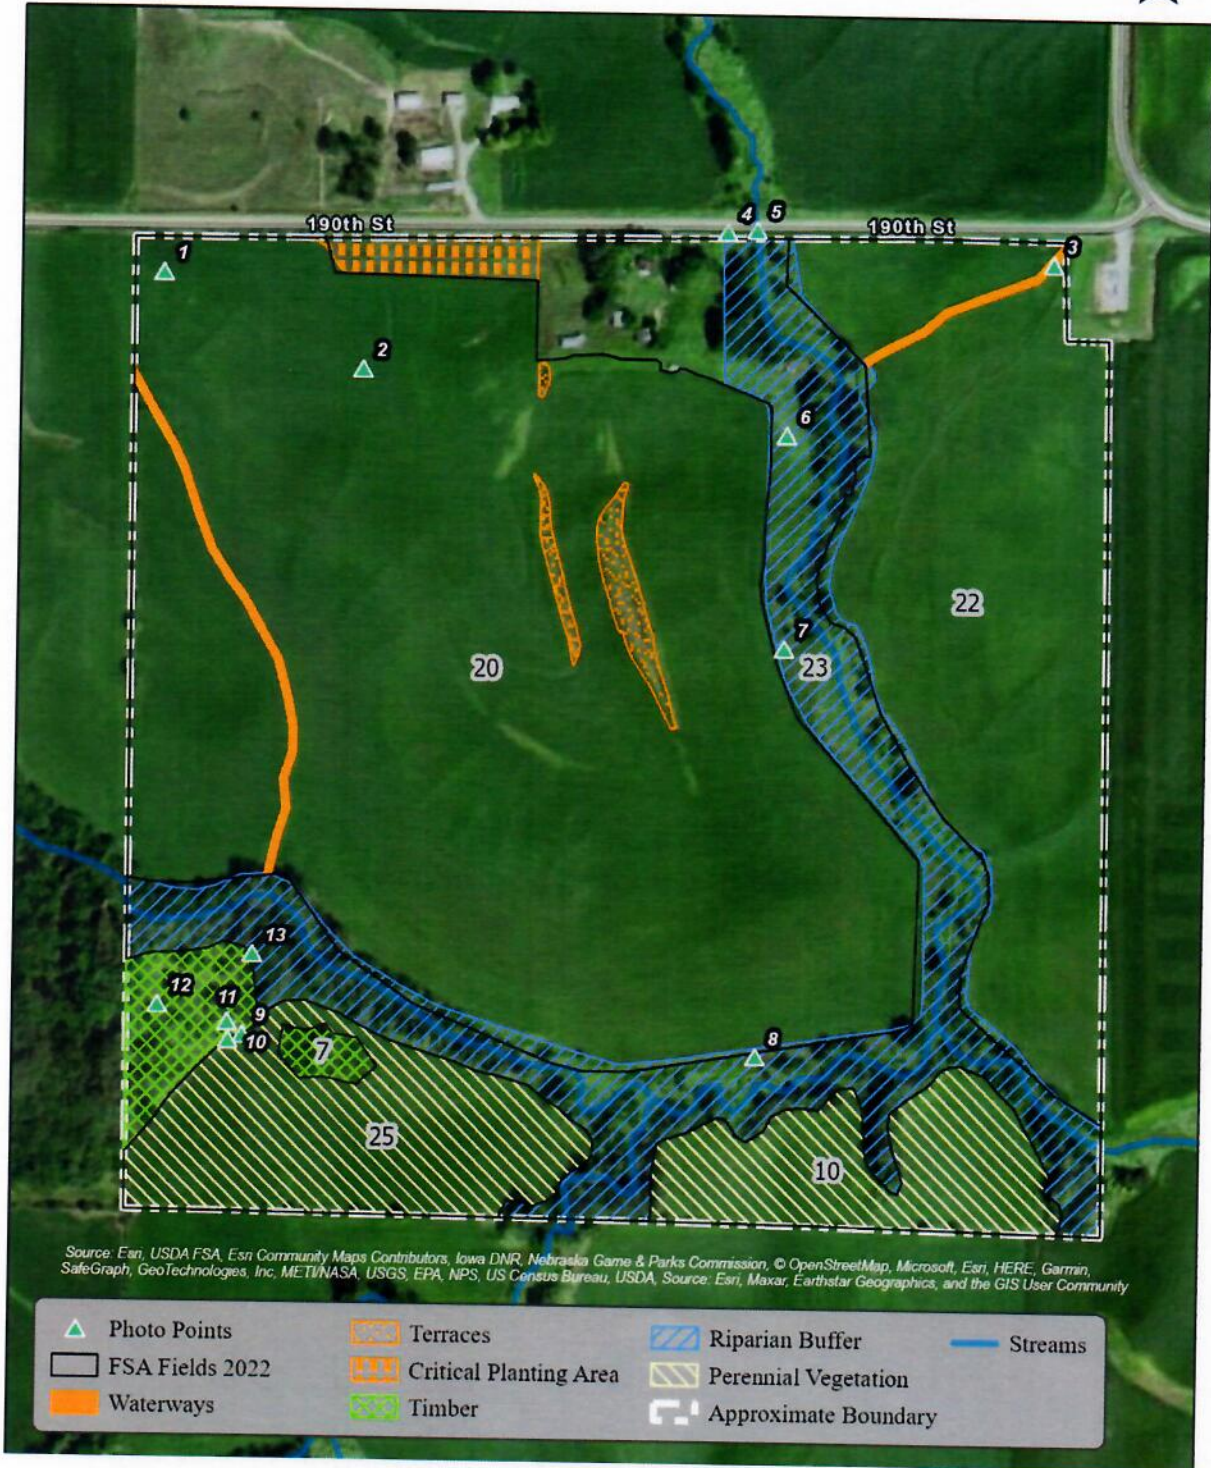 190th St
190th St
4
5
1
3
2
6
7
22
20
23
13
12
11
9
10
7
8
25
10
Source: Esri, USDA FSA, Esri Community Maps Contributors, Iowa DNR, Nebraska Game & Parks Commission, © OpenStreetMap, Microsoft, Esri, HERE, Garmin,
SafeGraph, GeoTechnologies, Inc, METI/NASA, USGS, EPA, NPS, US Census Bureau, USDA, Source: Esri, Maxar, Earthstar Geographics, and the GIS User Community
Photo Points
FSA Fields 2022
Waterways
Terraces
Critical Planting Area
Timber
Riparian Buffer
Perennial Vegetation
Approximate Boundary
Streams